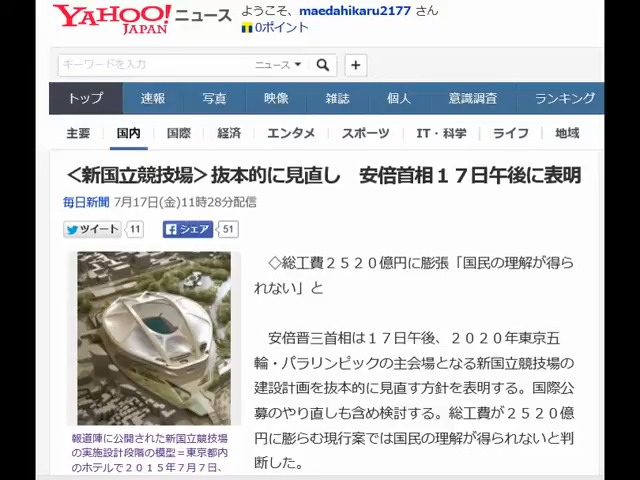 YAHOO! JAPAN ニュース
ようこそ、maedahikaru2177 さん
0ポイント
キーワードを入力 ニュース
トップ 速報 写真 映像 雑誌 個人 意識調査 ランキング
主要 国内 国際 経済 エンタメ スポーツ IT・科学 ライフ 地域
<新国立競技場>抜本的に見直し 安倍首相17日午後に表明
毎日新聞 7月17日(金)11時28分配信
ツイート 11 シェア 51
◇総工費2520億円に膨張「国民の理解が得ら
れない」と
安倍晋三首相は17日午後、2020年東京五
輪・パラリンピックの主会場となる新国立競技場の
建設計画を抜本的に見直す方針を表明する。国際公
募のやり直しも含め検討する。総工費が2520億
円に膨らむ現行案では国民の理解が得られないと判
断した。
報道陣に公開された新国立競技場
の実施設計段階の模型=東京都内
のホテルで2015年7月7日、